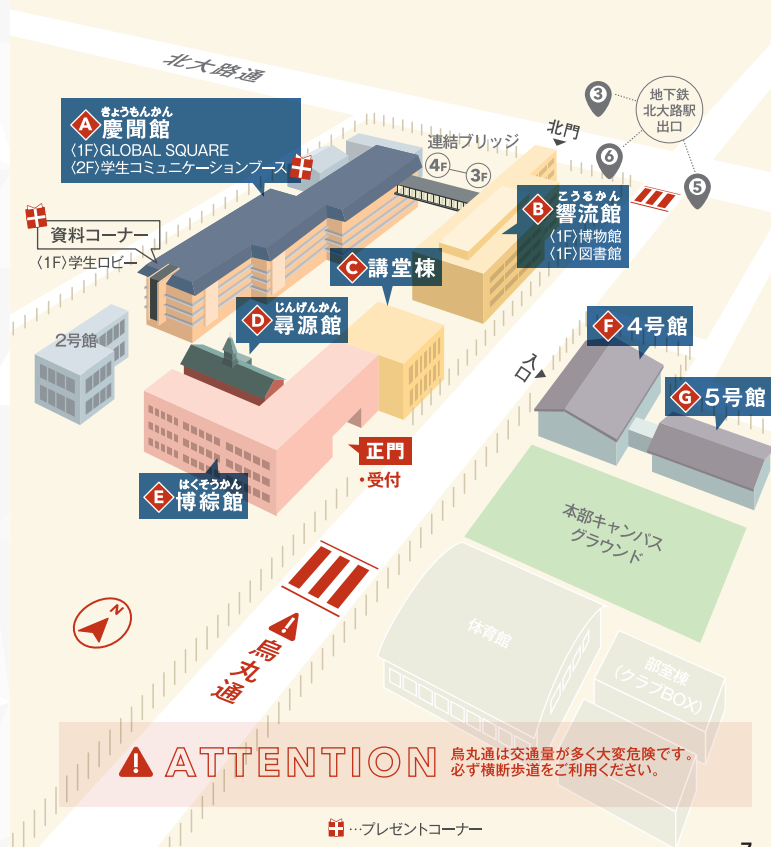 北大路通
きょうもんかん
A 慶聞館
〈1F〉GLOBAL SQUARE
〈2F〉学生コミュニケーションブース
連結ブリッジ
4F 3F
北門
3
地下鉄
北大路駅
出口
6
5
こうるかん
B 響流館
〈1F〉博物館
〈1F〉図書館
資料コーナー
〈1F〉学生ロビー
C 講堂棟
じんげんかん
D 尋源館
2号館
F 4号館
入口
G 5号館
正門
・受付
はくそうかん
E 博綜館
本部キャンパス
グラウンド
N
烏丸通
体育館
部室棟
(クラブBOX)
ATTENTION
烏丸通は交通量が多く大変危険です。
必ず横断歩道をご利用ください。
…プレゼントコーナー